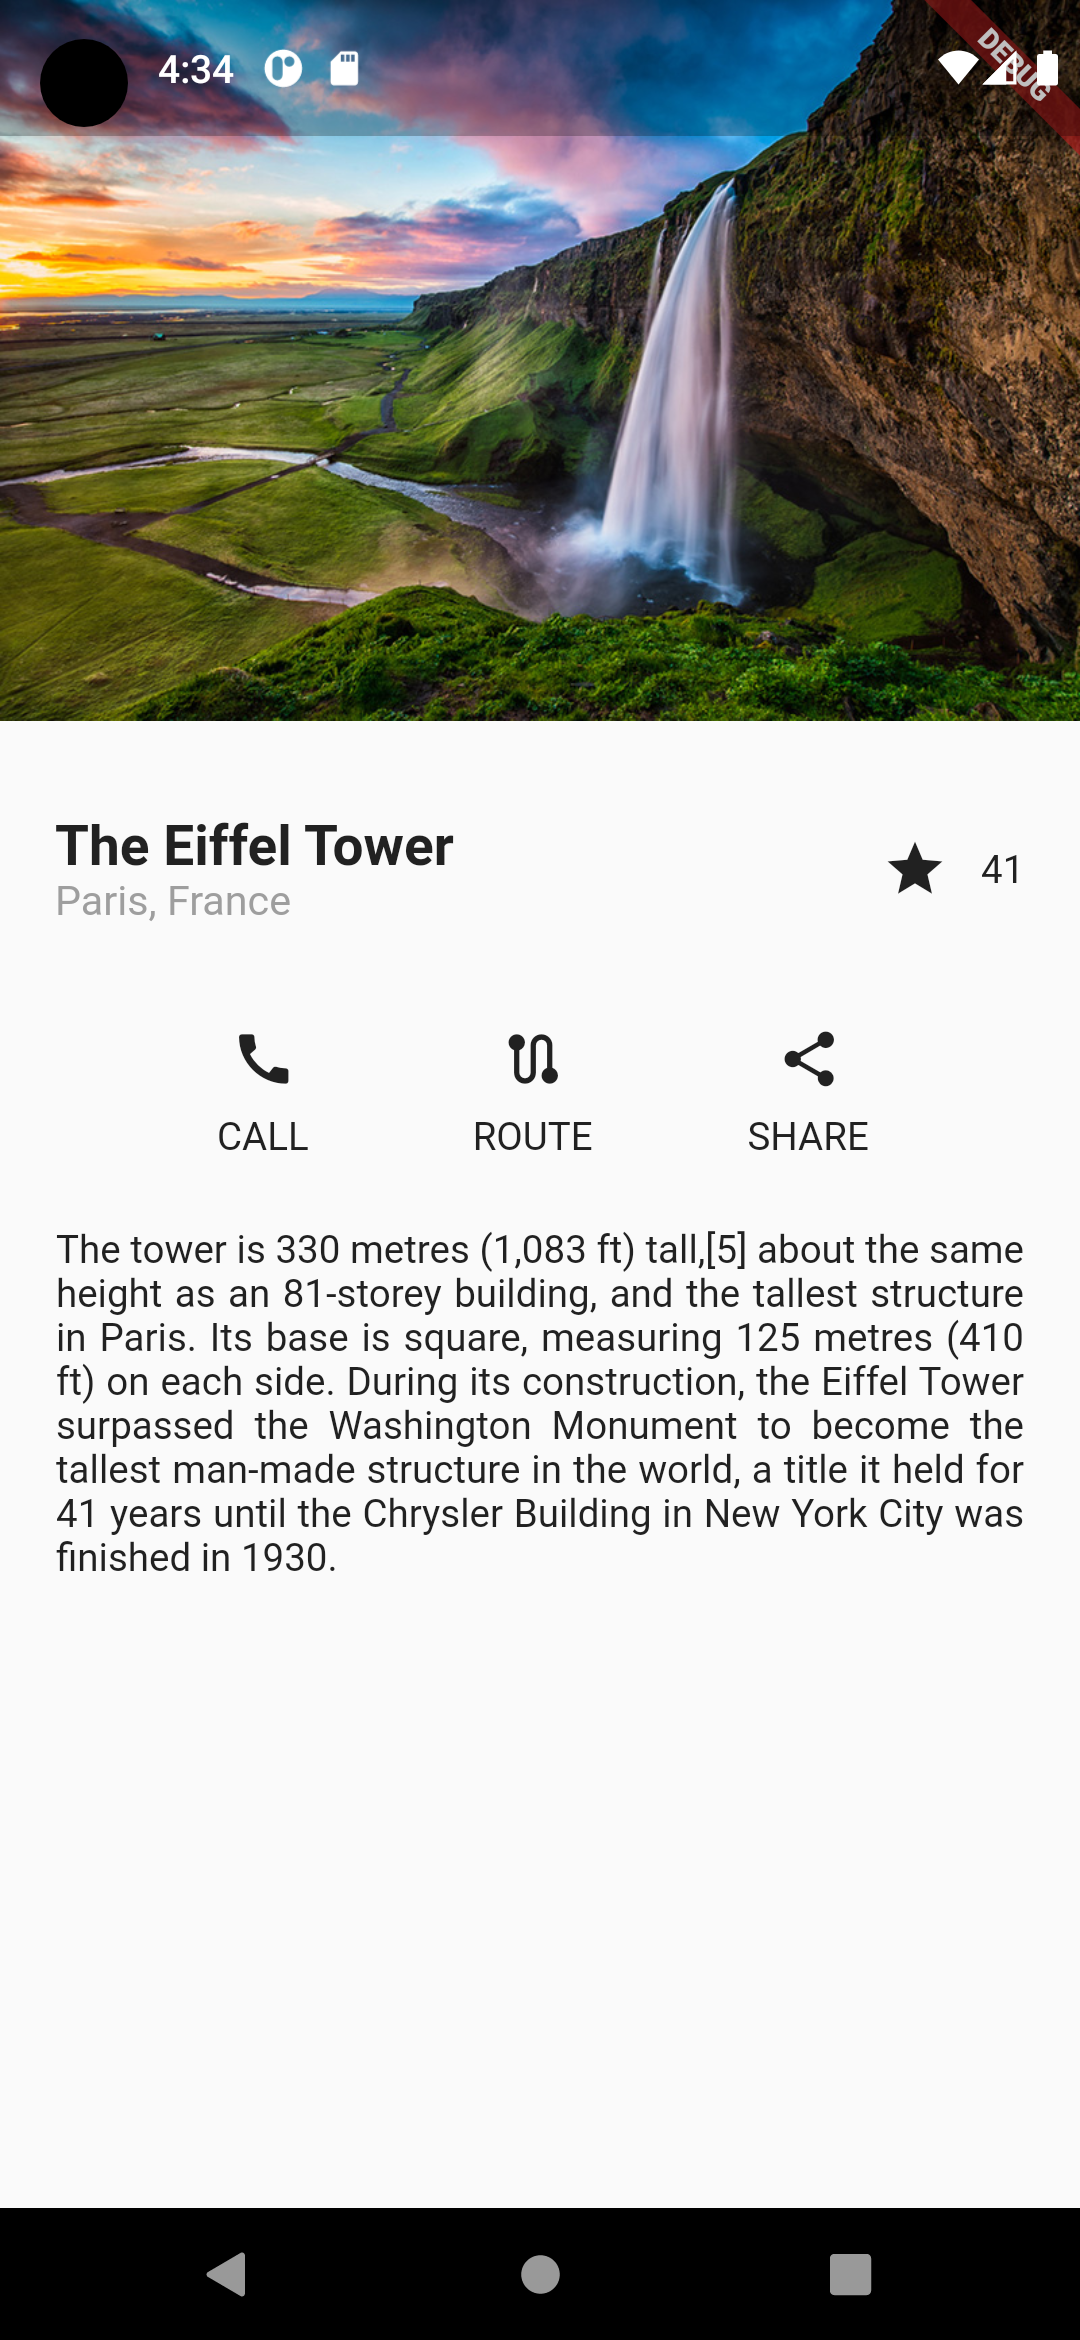 4:34
DEBUG
The Eiffel Tower
Paris, France
41
CALL ROUTE SHARE
The tower is 330 metres (1,083 ft) tall,[5] about the same
height as an 81-storey building, and the tallest structure
in Paris. Its base is square, measuring 125 metres (410
ft) on each side. During its construction, the Eiffel Tower
surpassed the Washington Monument to become the
tallest man-made structure in the world, a title it held for
41 years until the Chrysler Building in New York City was
finished in 1930.